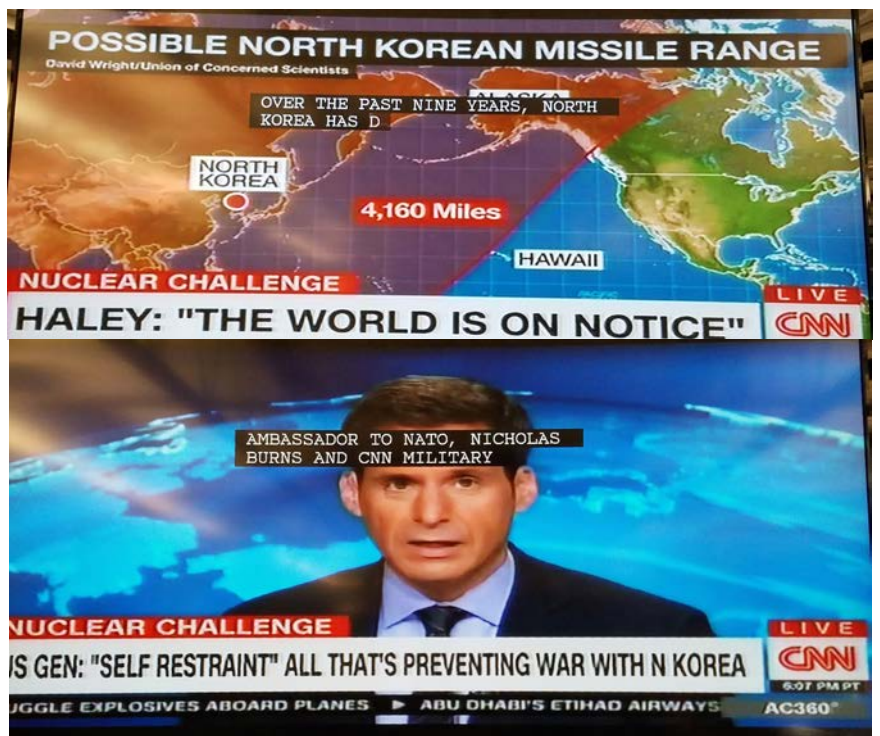 POSSIBLE NORTH KOREAN MISSILE RANGE
David Wright/Union of Concerned Scientists
ALASKA
OVER THE PAST NINE YEARS, NORTH
KOREA HAS D
NORTH
KOREA
4,160 Miles
HAWAII
PACIFIC
NUCLEAR CHALLENGE
LIVE
HALEY: "THE WORLD IS ON NOTICE"
CNN
AMBASSADOR TO NATO, NICHOLAS
BURNS AND CNN MILITARY
NUCLEAR CHALLENGE
LIVE
US GEN: "SELF RESTRAINT" ALL THAT'S PREVENTING WAR WITH N KOREA
CNN
6:07 PM PT
UGGLE EXPLOSIVES ABOARD PLANES ▶ ABU DHABI'S ETIHAD AIRWAYS
AC360°